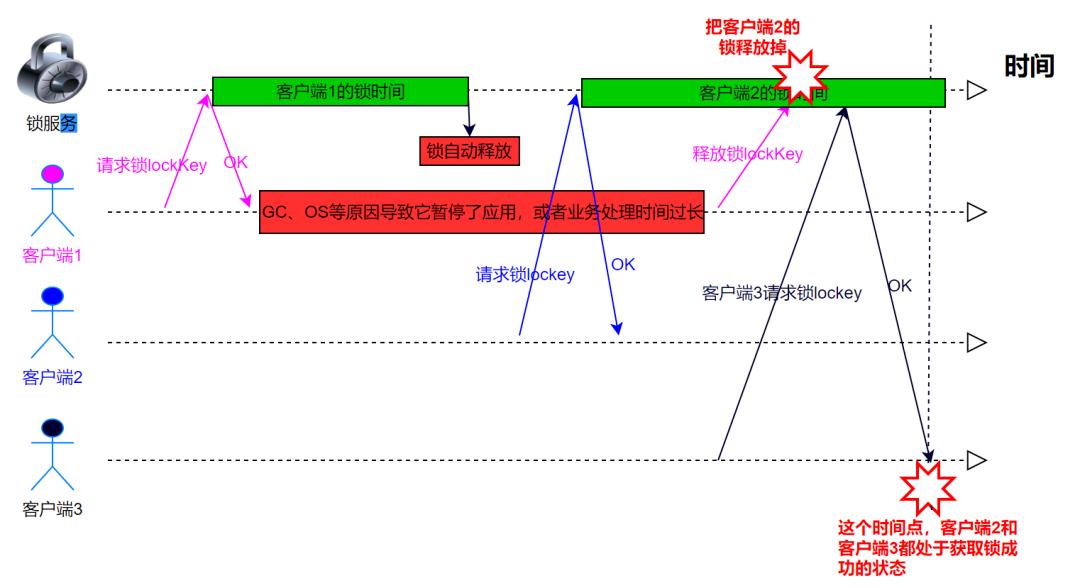 把客户端2的
锁释放掉
时间
客户端1的锁时间
客户端2的锁时间
锁服务
锁自动释放
请求锁lockKey
OK
释放锁lockKey
GC、OS等原因导致它暂停了应用，或者业务处理时间过长
客户端1
请求锁lockey
OK
客户端3请求锁lockey
OK
客户端2
客户端3
这个时间点，客户端2和
客户端3都处于获取锁成
功的状态